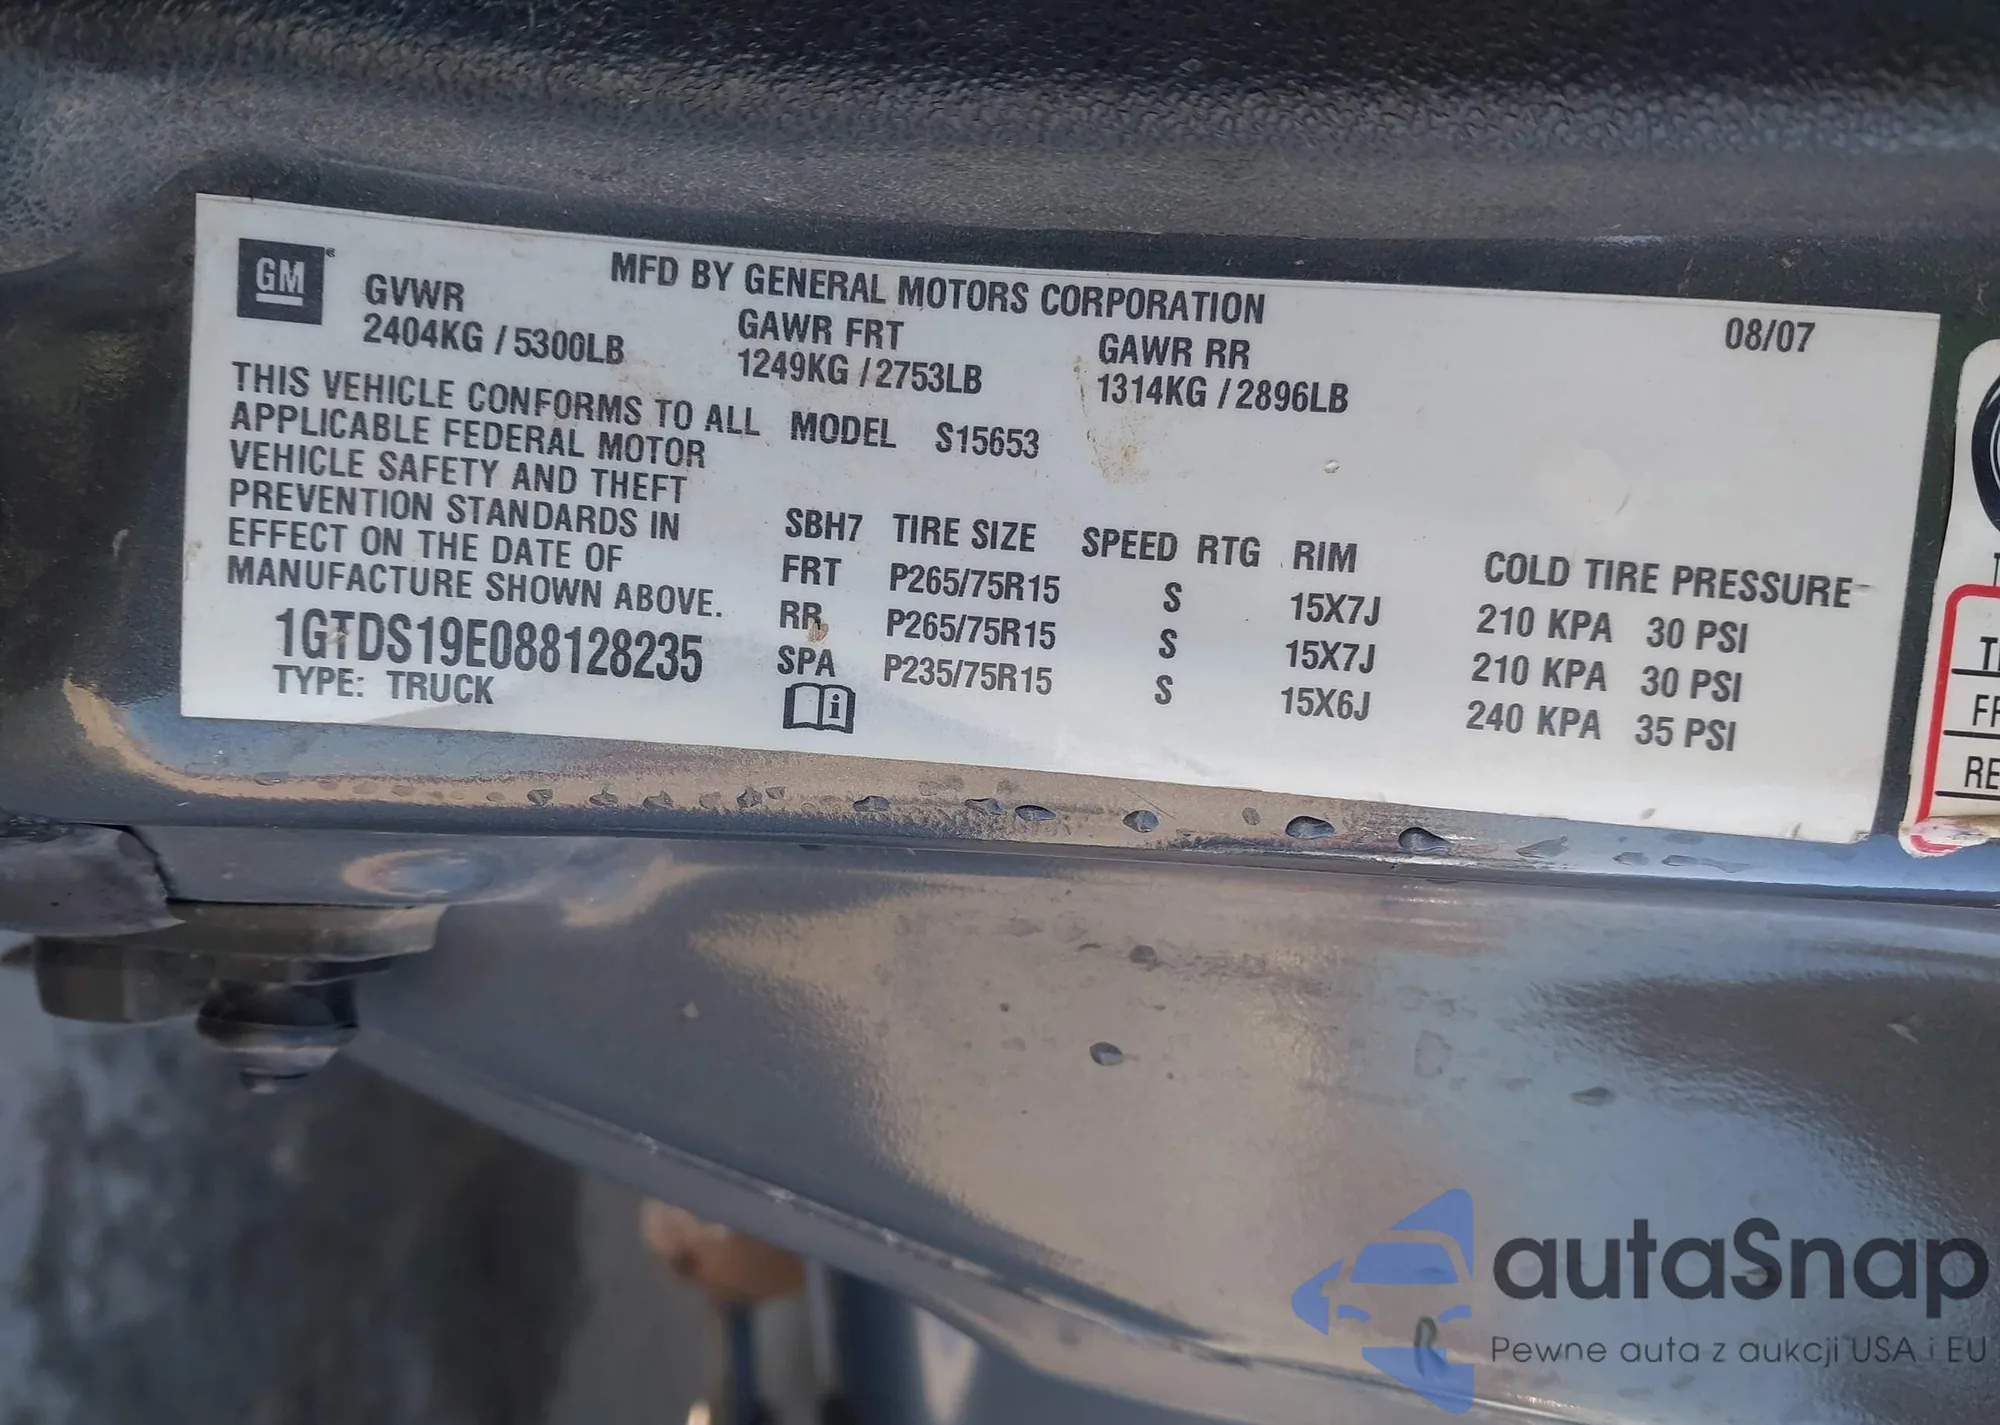 GM
MFD BY GENERAL MOTORS CORPORATION
08/07
GVWR
2404KG / 5300LB
GAWR FRT
1249KG / 2753LB
GAWR RR
1314KG / 2896LB
THIS VEHICLE CONFORMS TO ALL
APPLICABLE FEDERAL MOTOR
VEHICLE SAFETY AND THEFT
PREVENTION STANDARDS IN
EFFECT ON THE DATE OF
MANUFACTURE SHOWN ABOVE.
1GTDS19E088128235
TYPE: TRUCK
MODEL S15653
SBH7 TIRE SIZE SPEED RTG RIM COLD TIRE PRESSURE
FRT P265/75R15 S 15X7J 210 KPA 30 PSI
RR P265/75R15 S 15X7J 210 KPA 30 PSI
SPA P235/75R15 S 15X6J 240 KPA 35 PSI
autaSnap
Pewne auta z aukcji USA i EU